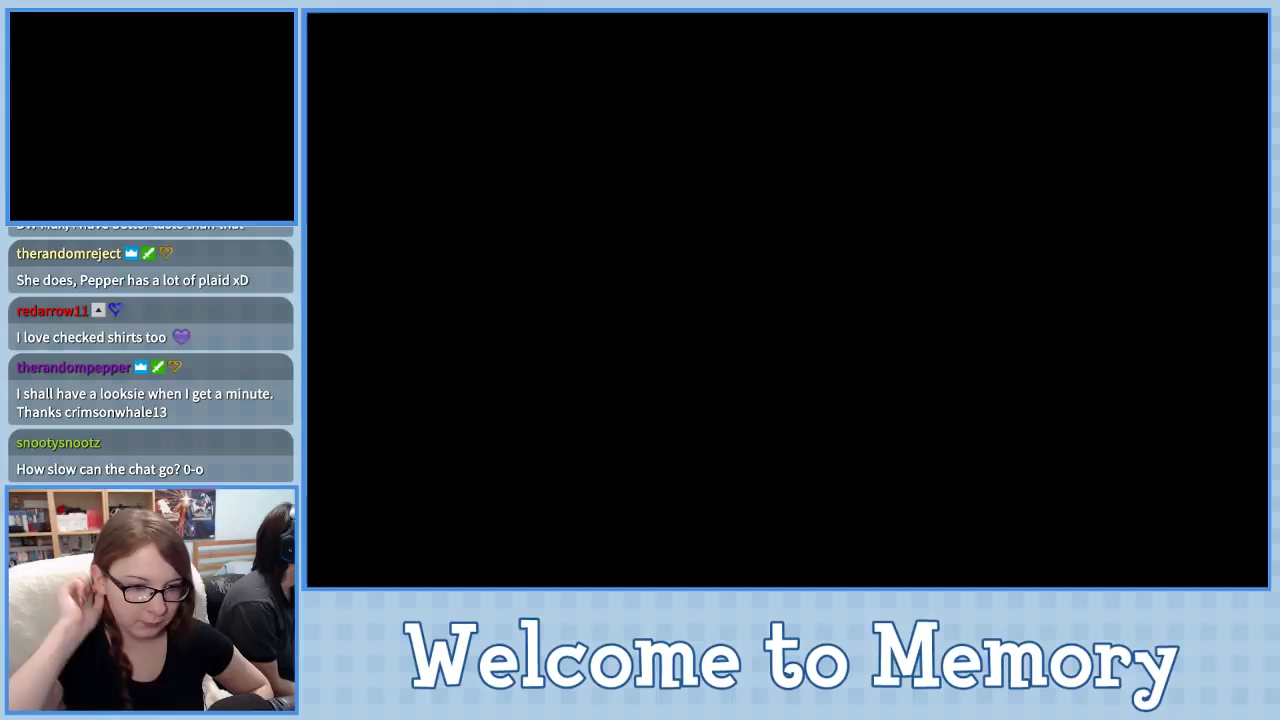 therandomreject
She does, Pepper has a lot of plaid xD
redarrow11
I love checked shirts too
therandompepper
I shall have a looksie when I get a minute.
Thanks crimsonwhale13
snootysnootz
How slow can the chat go? 0-o
Welcome to Memory